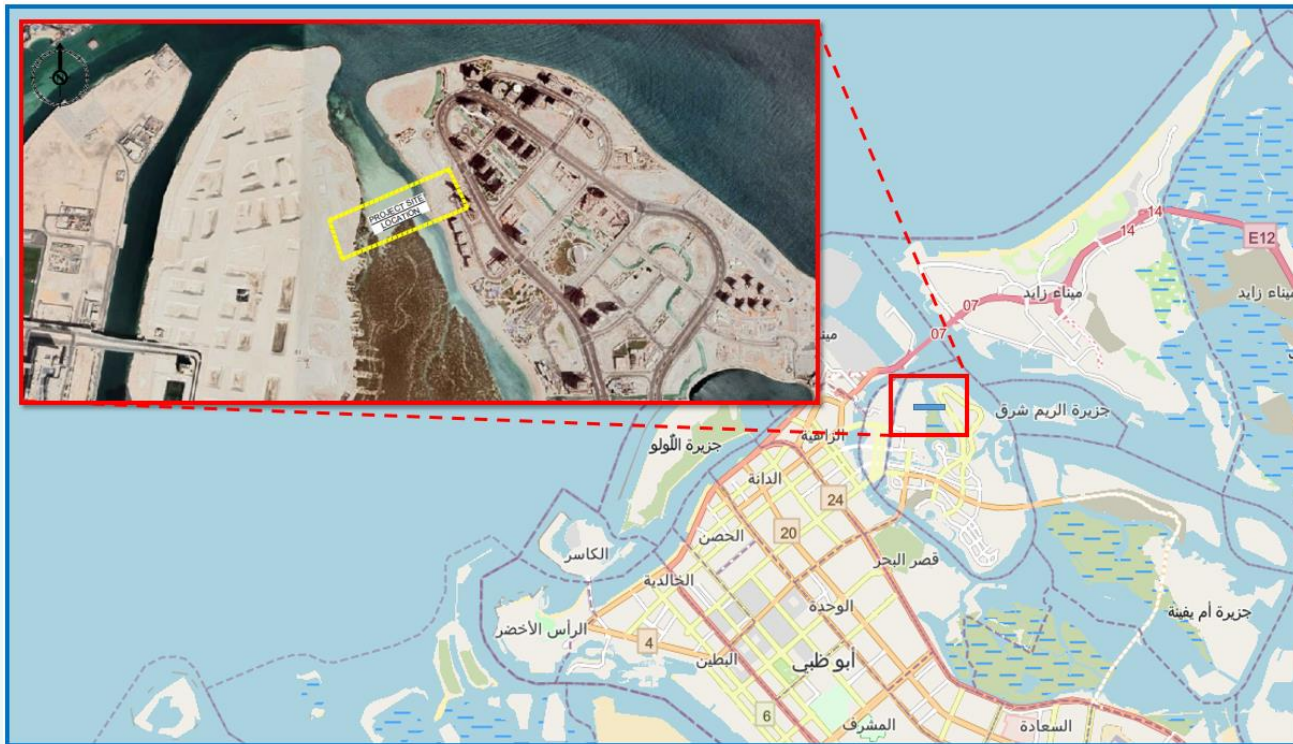 PROJECT SITE
LOCATION
14
14
E12
ميناء زايد
ميناء زايد
07
07
جزيرة الريم شرق
الزاهية
جزيرة اللولو
الدانة
24
الحصن
20
قصر البحر
الكاسر
الخالدية
الوحدة
جزيرة أم يفينة
الرأس الأخضر
4
البطين
أبو ظبي
6
المشرف
السعادة